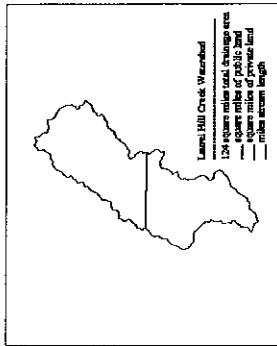 Laurel Hill Creek Watershed
124 square miles total drainage area
square miles of public land
square miles of private land
miles stream length